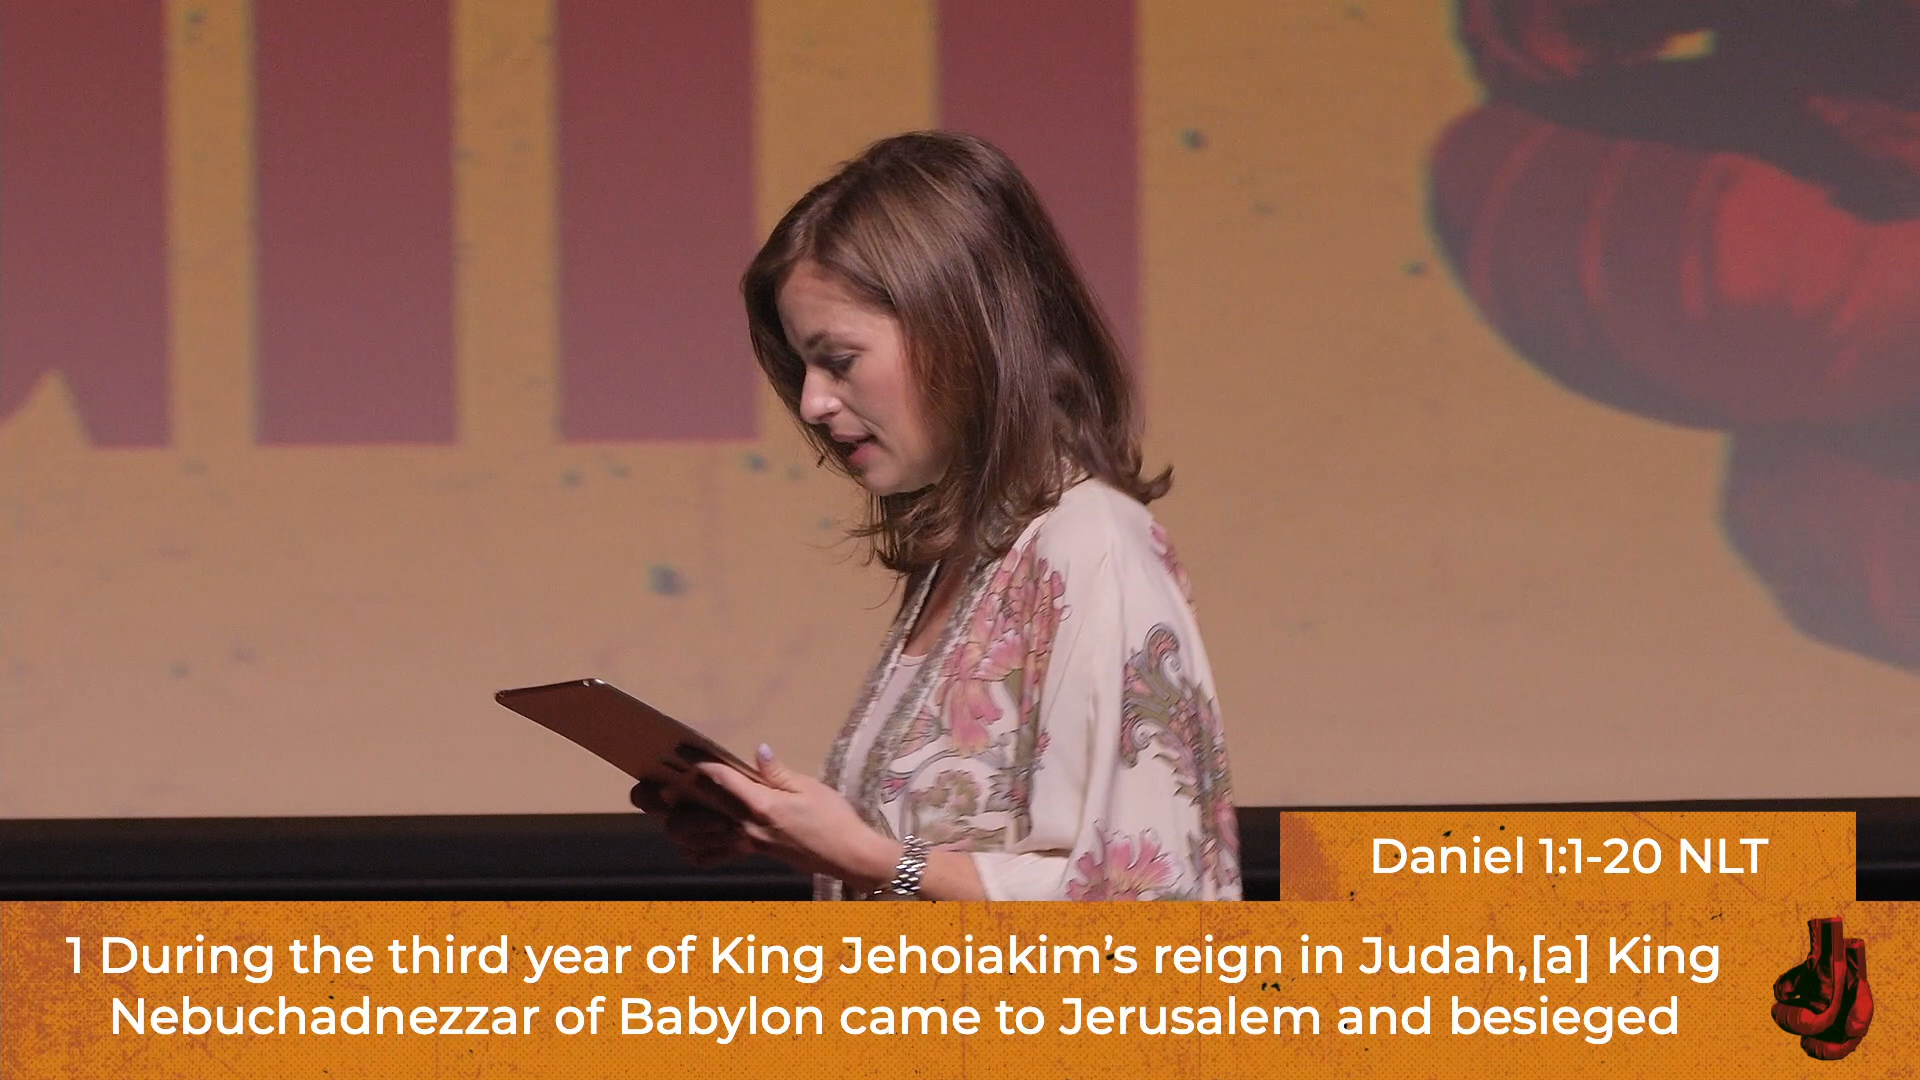 Daniel 1:1-20 NLT
1 During the third year of King Jehoiakim’s reign in Judah,[a] King
Nebuchadnezzar of Babylon came to Jerusalem and besieged